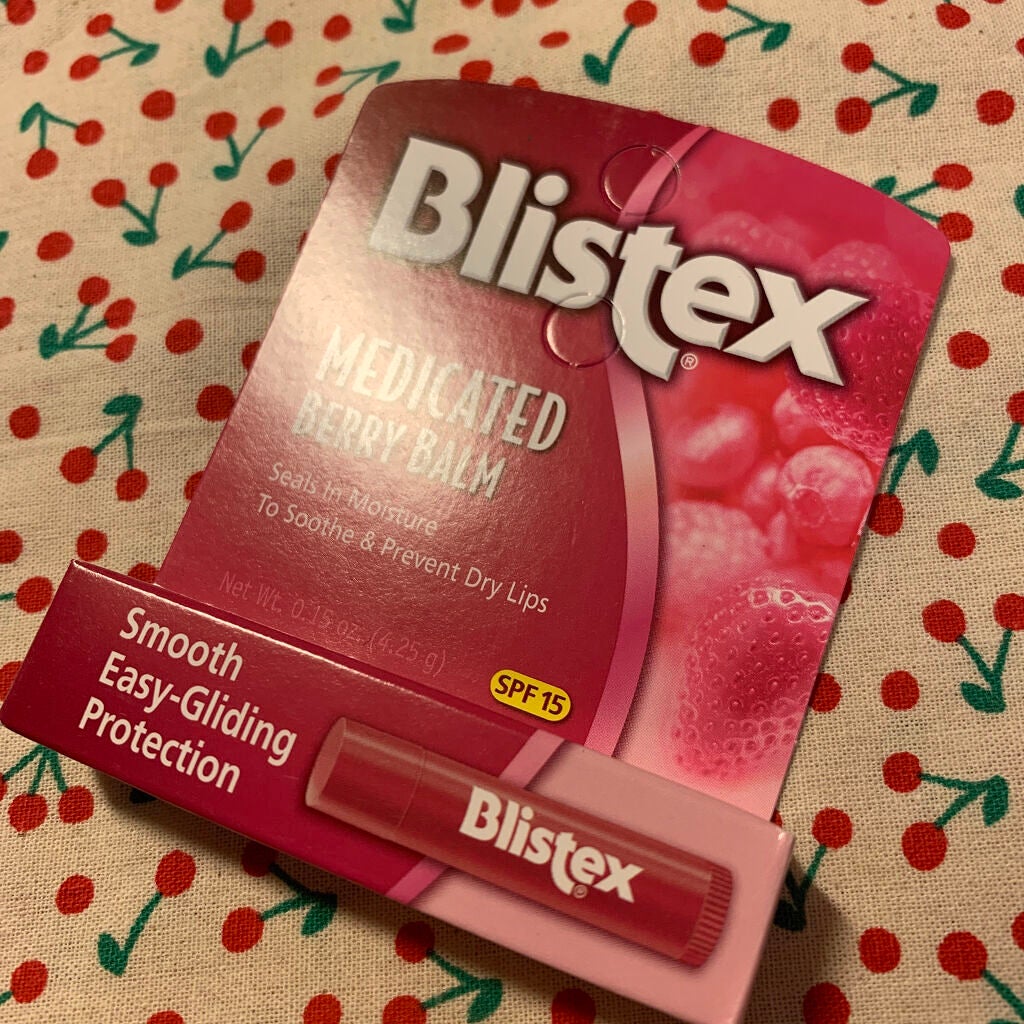 Blistex®
MEDICATED
BERRY BALM
Seals In Moisture
To Soothe & Prevent Dry Lips
Net Wt. 0.15 oz. (4.25 g)
SPF 15
Smooth
Easy-Gliding
Protection
Blistex®